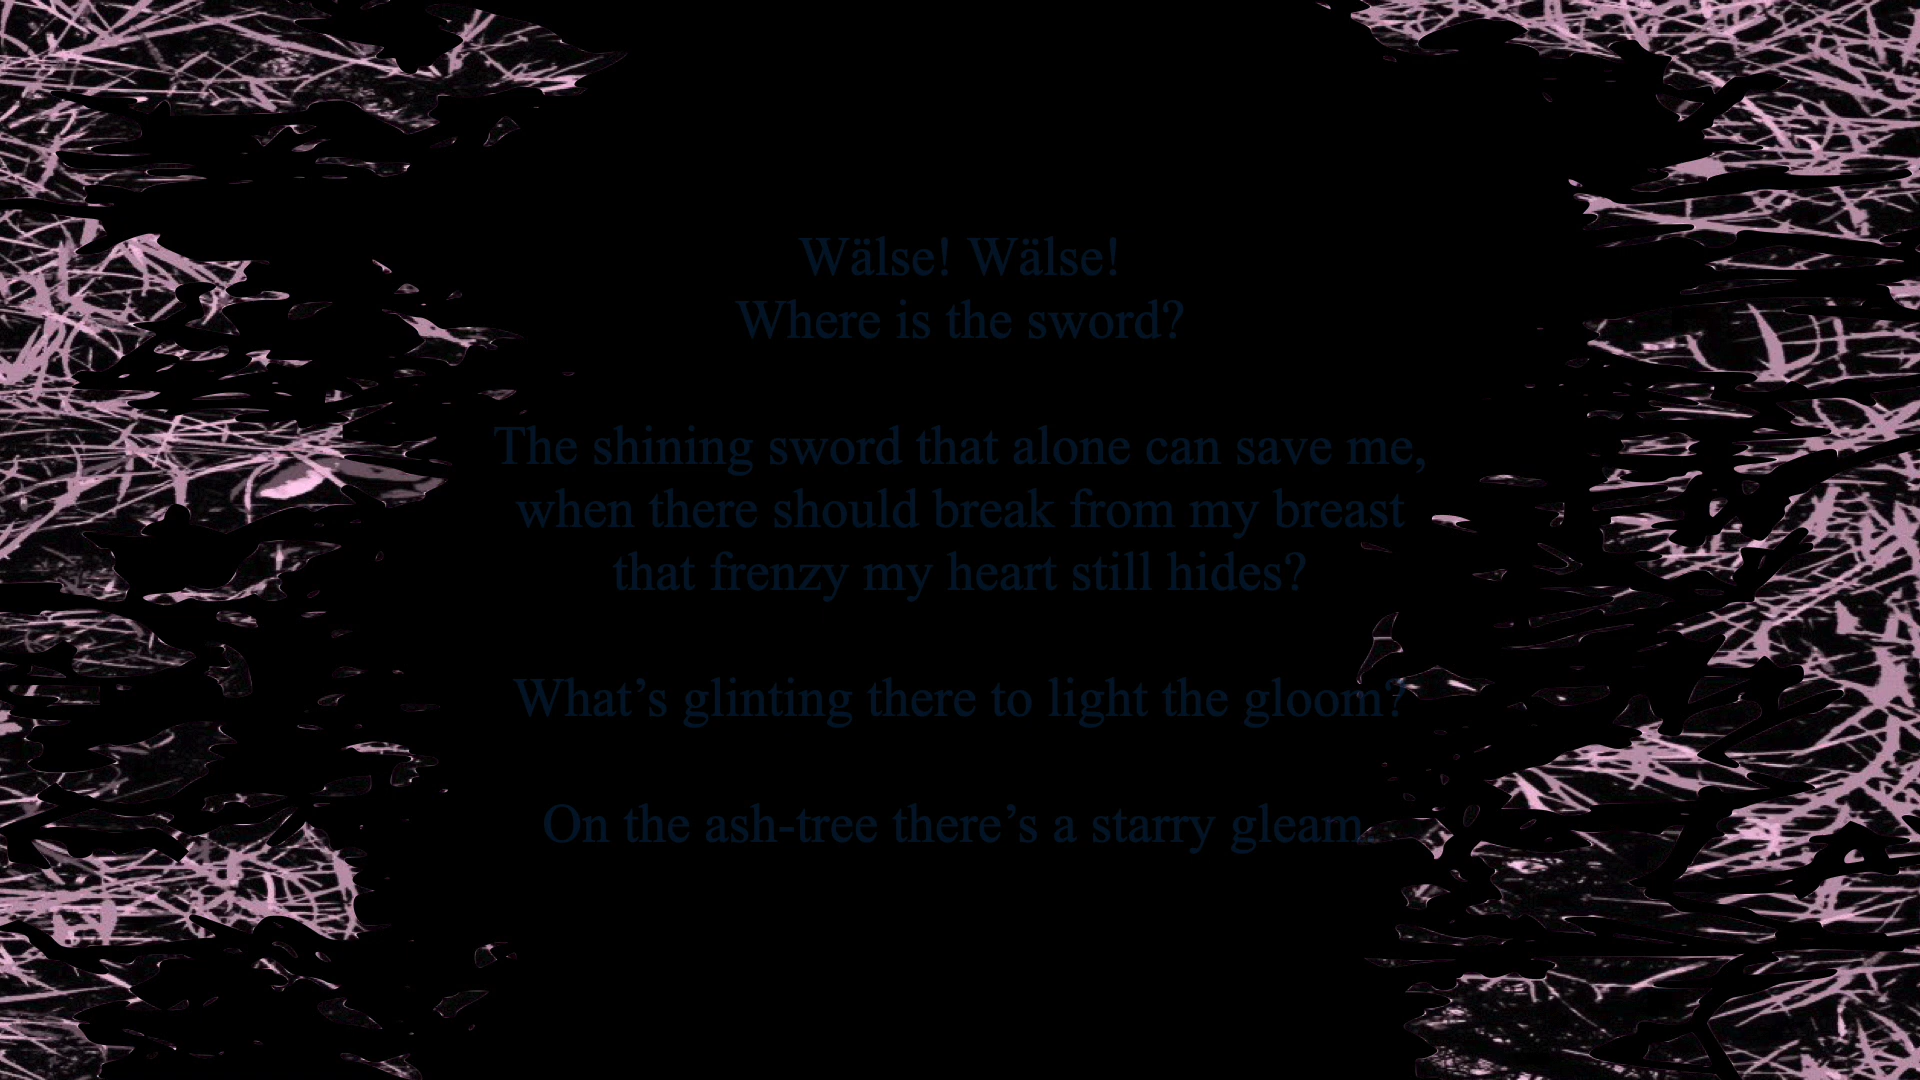 Wälse! Wälse!
Where is the sword?
The shining sword that alone can save me,
when there should break from my breast
that frenzy my heart still hides?
What’s glinting there to light the gloom?
On the ash-tree there’s a starry gleam.